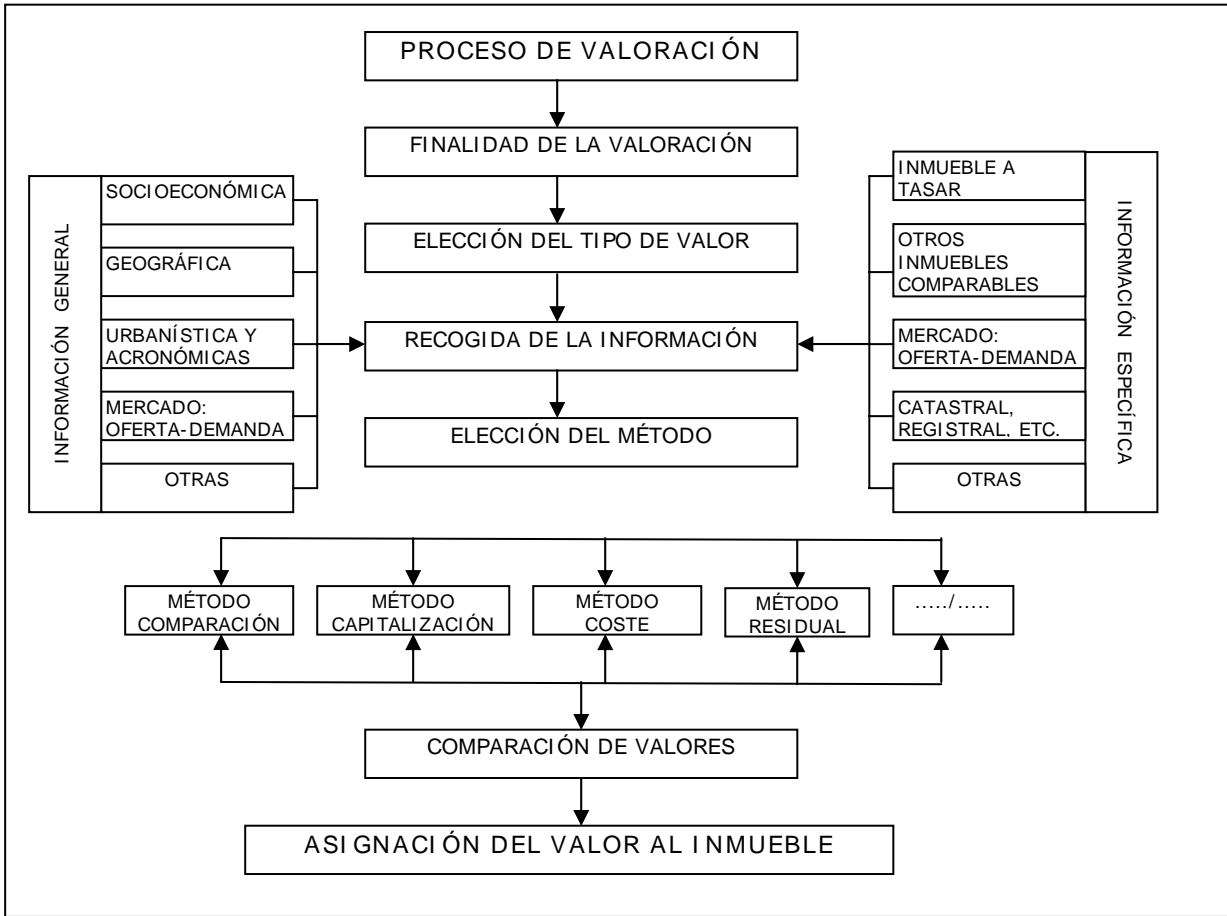 PROCESO DE VALORACIÓN
FINALIDAD DE LA VALORACIÓN
ELECCIÓN DEL TIPO DE VALOR
RECOGIDA DE LA INFORMACIÓN
ELECCIÓN DEL MÉTODO
INFORMACIÓN GENERAL
SOCIOECONÓMICA
GEOGRÁFICA
URBANÍSTICA Y
ACRONÓMICAS
MERCADO:
OFERTA-DEMANDA
OTRAS
INMUEBLE A
TASAR
OTROS
INMUEBLES
COMPARABLES
MERCADO:
OFERTA-DEMANDA
CATASTRAL,
REGISTRAL, ETC.
OTRAS
INFORMACIÓN ESPECÍFICA
MÉTODO
COMPARACIÓN
MÉTODO
CAPITALIZACIÓN
MÉTODO
COSTE
MÉTODO
RESIDUAL
...../.....
COMPARACIÓN DE VALORES
ASIGNACIÓN DEL VALOR AL INMUEBLE